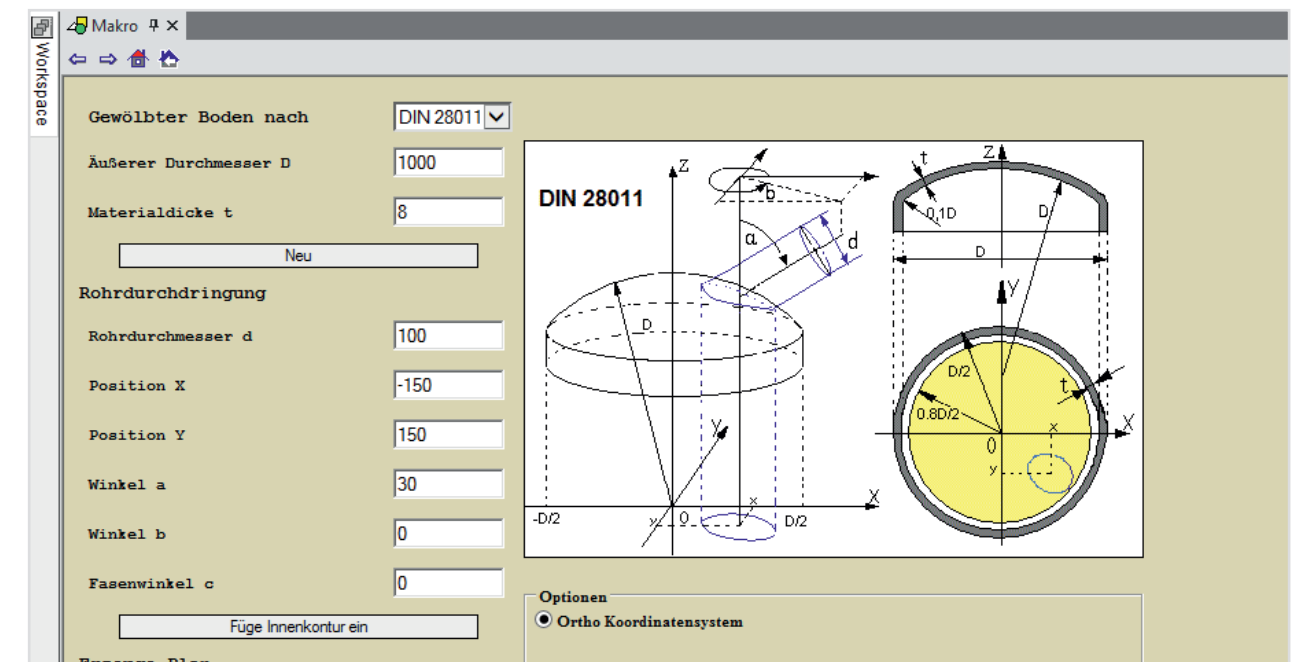 Makro
Workspace
Gewölbter Boden nach
DIN 28011
Äußerer Durchmesser D
1000
Materialdicke t
8
Neu
Rohrdurchdringung
Rohrdurchmesser d
100
Position X
-150
Position Y
150
Winkel a
30
Winkel b
0
Fasenwinkel c
0
Füge Innenkontur ein
DIN 28011
Z
b
a
d
D
y
X
-D/2
y
0
x
D/2
t
Z
0,1D
D
D
y
D/2
t
0.8D/2
X
0
x
y
Optionen
Ortho Koordinatensystem